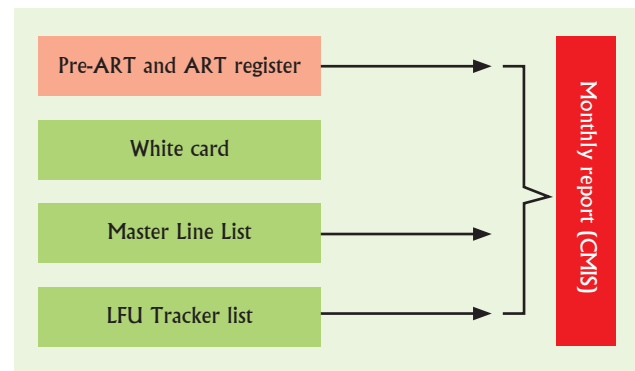 Pre-ART and ART register
White card
Master Line List
LFU Tracker list
Monthly report (CMIS)